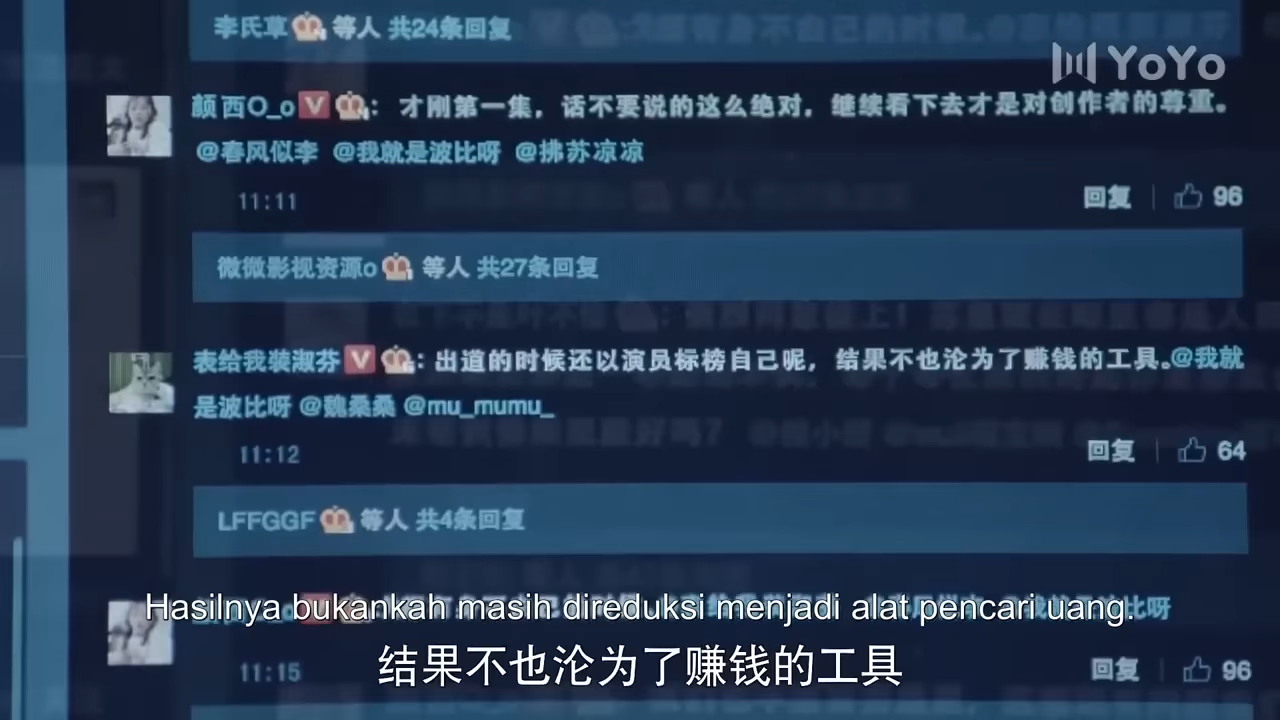 李氏草 等人 共24条回复
YoYo
颜西O_o V : 才刚第一集，话不要说的这么绝对，继续看下去才是对创作者的尊重。
@春风似李 @我就是波比呀 @拂苏凉凉
11:11
回复 | 96
微微影视资源o 等人 共27条回复
表给我装淑芬 V : 出道的时候还以演员标榜自己呢，结果不也沦为了赚钱的工具。@我就
是波比呀 @魏桑桑 @mu_mumu_
11:12
回复 | 64
LFFGGF 等人 共4条回复
Hasilnya bukankah masih direduksi menjadi alat pencari uang.
结果不也沦为了赚钱的工具
11:15
回复 | 96